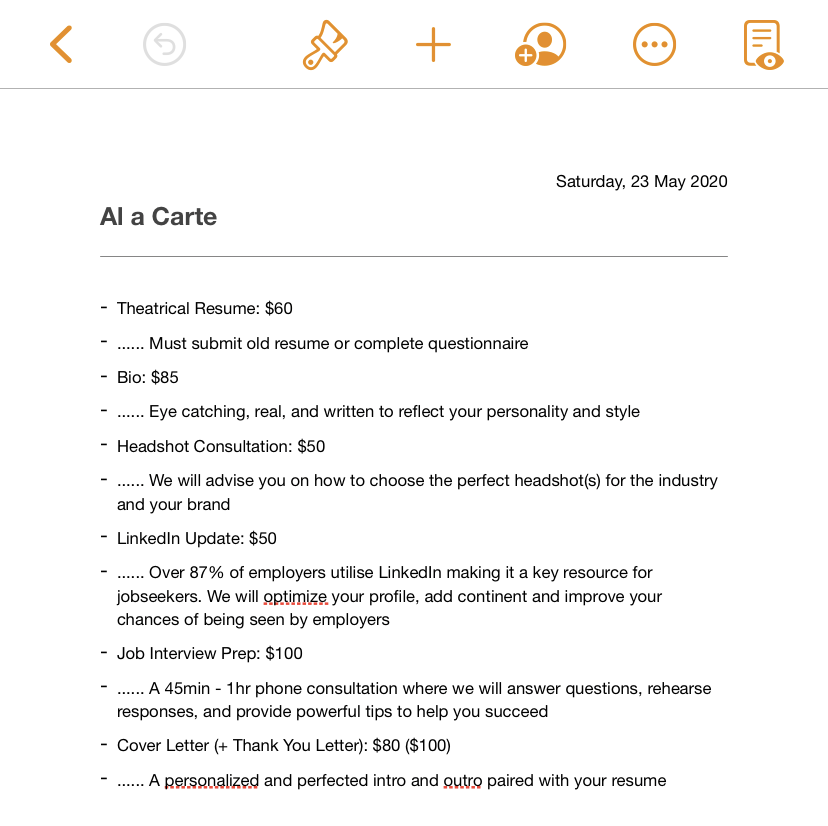 Saturday, 23 May 2020
Al a Carte
- Theatrical Resume: $60
- ...... Must submit old resume or complete questionnaire
- Bio: $85
- ...... Eye catching, real, and written to reflect your personality and style
- Headshot Consultation: $50
- ...... We will advise you on how to choose the perfect headshot(s) for the industry
and your brand
- LinkedIn Update: $50
- ...... Over 87% of employers utilise LinkedIn making it a key resource for
jobseekers. We will optimize your profile, add continent and improve your
chances of being seen by employers
- Job Interview Prep: $100
- ...... A 45min - 1hr phone consultation where we will answer questions, rehearse
responses, and provide powerful tips to help you succeed
- Cover Letter (+ Thank You Letter): $80 ($100)
- ...... A personalized and perfected intro and outro paired with your resume